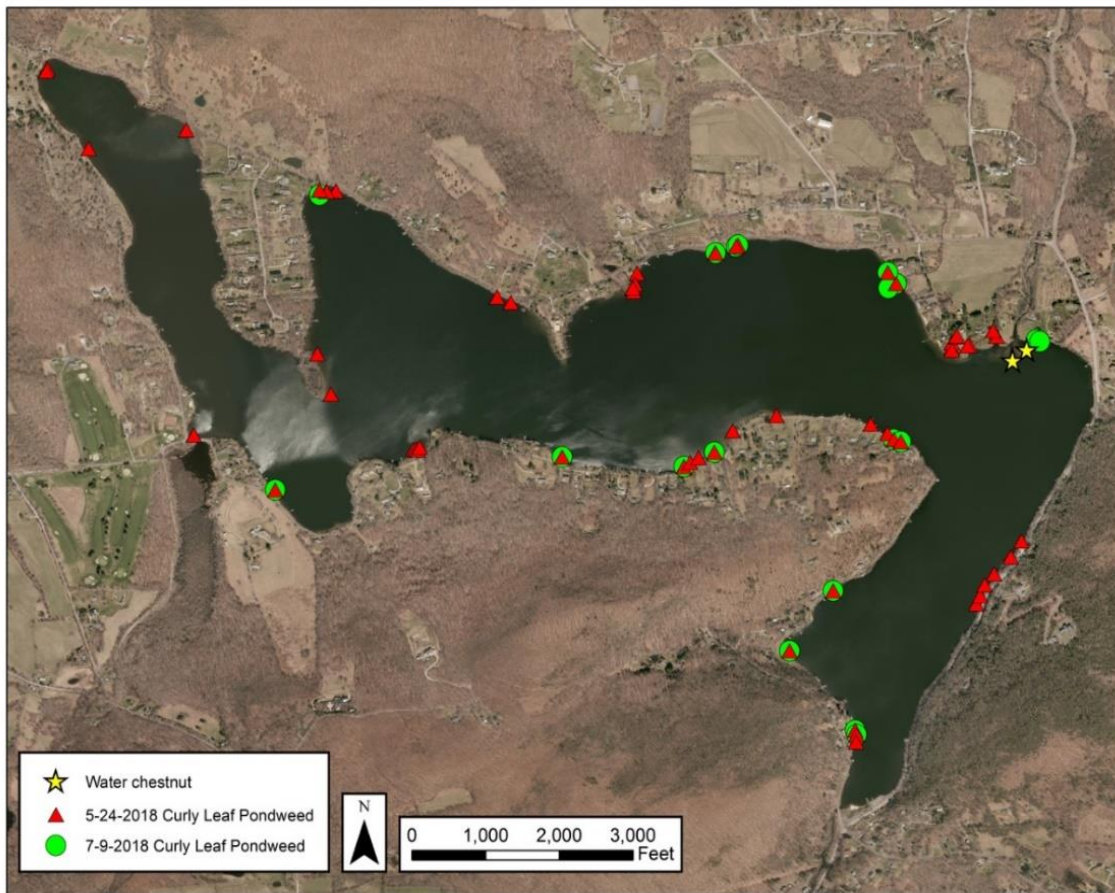 Water chestnut
5-24-2018 Curly Leaf Pondweed
7-9-2018 Curly Leaf Pondweed
N
0 1,000 2,000 3,000
Feet